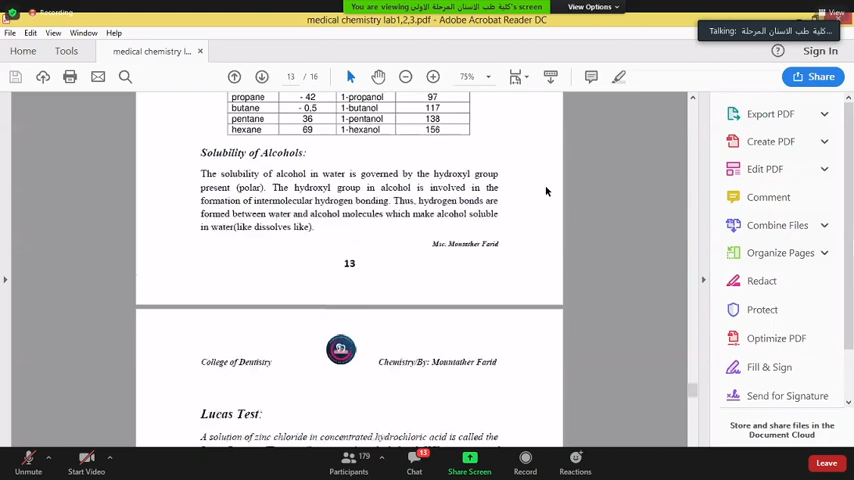 Recording
You are viewing كلية طب الاسنان المرحلة الاولى's screen
View Options
View
medical chemistry lab1,2,3.pdf - Adobe Acrobat Reader DC
Talking: كلية طب الاسنان المرحلة...
File Edit View Window Help
Home Tools medical chemistry l... × Sign In
13 / 16 75% Share
propane - 42 1-propanol 97
butane - 0,5 1-butanol 117
pentane 36 1-pentanol 138
hexane 69 1-hexanol 156
Solubility of Alcohols:
The solubility of alcohol in water is governed by the hydroxyl group
present (polar). The hydroxyl group in alcohol is involved in the
formation of intermolecular hydrogen bonding. Thus, hydrogen bonds are
formed between water and alcohol molecules which make alcohol soluble
in water(like dissolves like).
Msc. Mountather Farid
13
College of Dentistry Chemistry/By: Mountather Farid
Lucas Test:
A solution of zinc chloride in concentrated hydrochloric acid is called the
Export PDF
Create PDF
Edit PDF
Comment
Combine Files
Organize Pages
Redact
Protect
Optimize PDF
Fill & Sign
Send for Signature
Store and share files in the
Document Cloud
Unmute Start Video Participants 179 Chat 13 Share Screen Record Reactions Leave